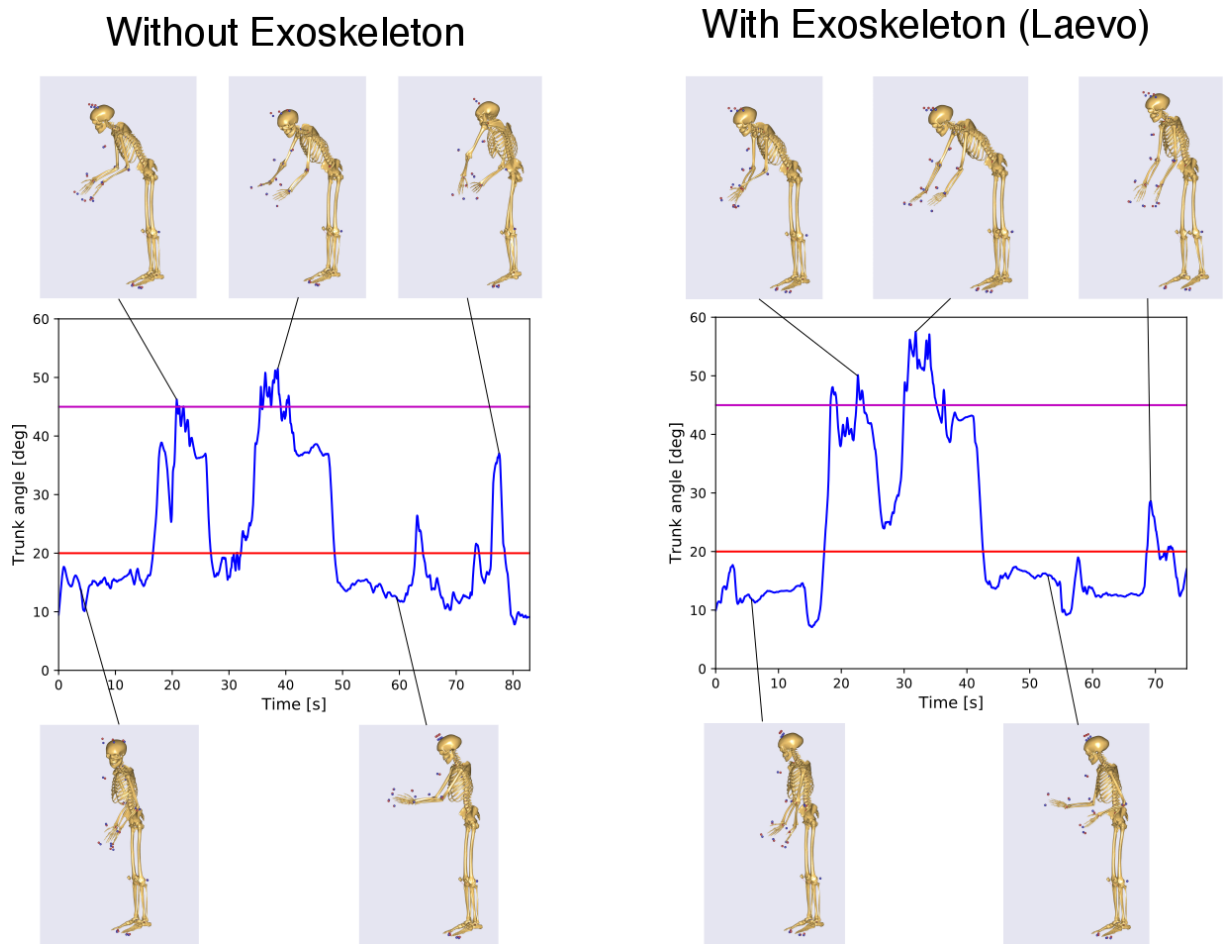 Without Exoskeleton
With Exoskeleton (Laevo)
60
50
40
30
20
10
0
Trunk angle [deg]
0 10 20 30 40 50 60 70 80
Time [s]
60
50
40
30
20
10
0
Trunk angle [deg]
0 10 20 30 40 50 60 70
Time [s]